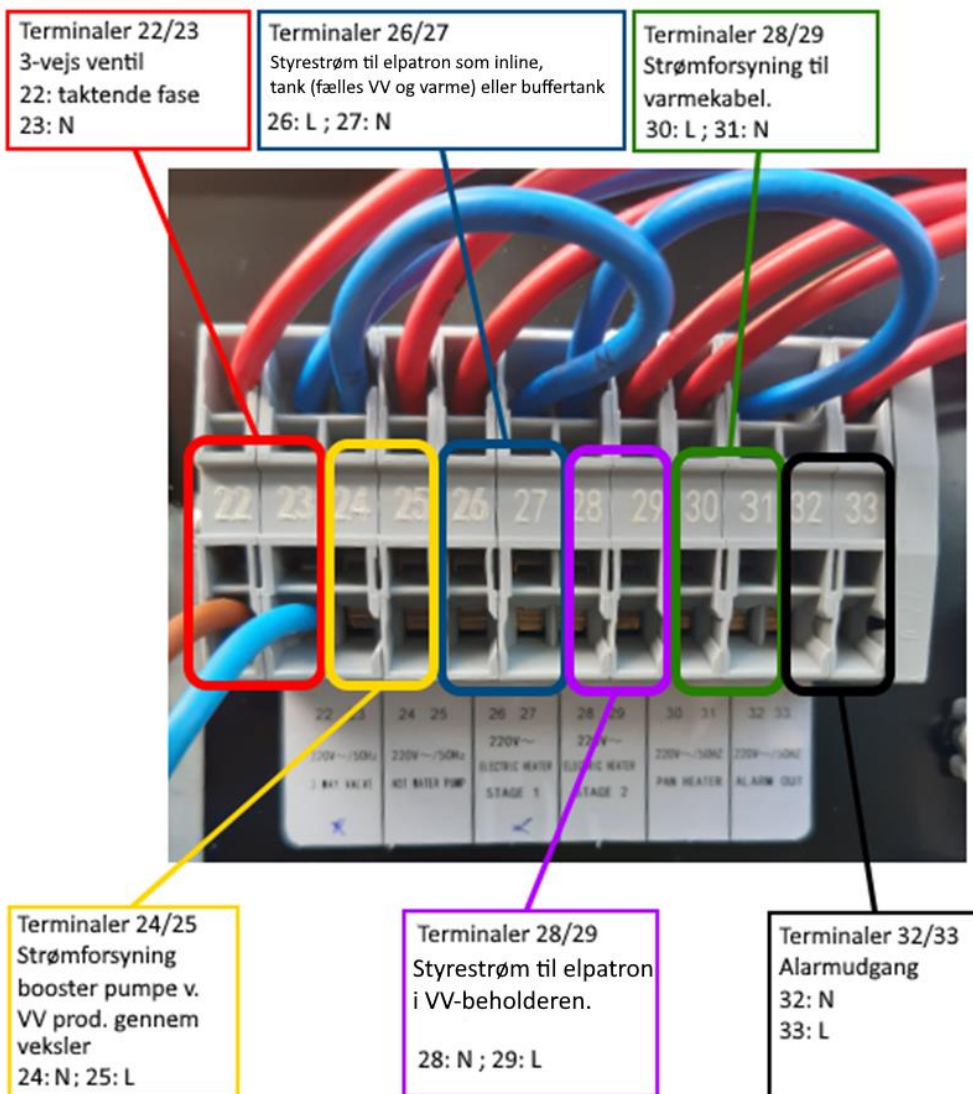 Terminaler 22/23
3-vejs ventil
22: taktende fase
23: N
Terminaler 26/27
Styrestrøm til elpatron som inline,
tank (fælles VV og varme) eller buffertank
26: L ; 27: N
Terminaler 28/29
Strømforsyning til
varmekabel.
30: L ; 31: N
22 23 24 25 26 27 28 29 30 31 32 33
22 23 24 25 26 27 28 29 30 31 32 33
220V~/50Hz 220V~/50Hz 220V~ 220V~ 220V~/50HZ 220V~/50HZ
3 WAY VALVE HOT WATER PUMP ELECTRIC HEATER ELECTRIC HEATER PAN HEATER ALARM OUT
STAGE 1 STAGE 2
Terminaler 24/25
Strømforsyning
booster pumpe v.
VV prod. gennem
veksler
24: N; 25: L
Terminaler 28/29
Styrestrøm til elpatron
i VV-beholderen.
28: N ; 29: L
Terminaler 32/33
Alarmudgang
32: N
33: L